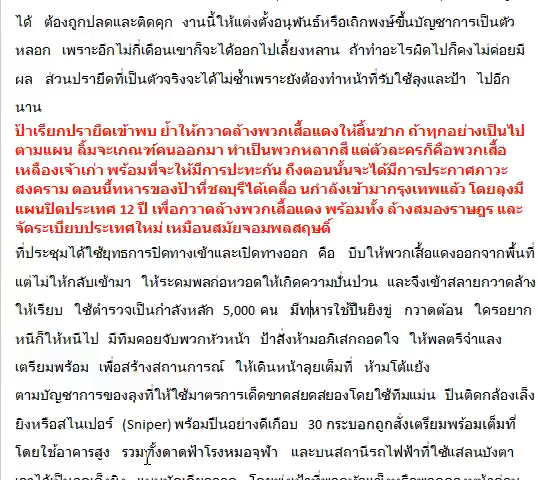 ได้ ต้องถูกปลดและติดคุก งานนี้ให้แต่งตั้งอนุพันธ์หรือเถิกพงษ์ขึ้นบัญชาการเป็นตัว
หลอก เพราะอีกไม่กี่เดือนเขาก็จะได้ออกไปเลี้ยงหลาน ถ้าทำอะไรผิดไปก็คงไม่ค่อยมี
ผล ส่วนปรายีดที่เป็นตัวจริงจะได้ไม่ช้ำเพราะยังต้องทำหน้าที่รับใช้ลุงและป้า ไปอีก
นาน
ป้าเรียกปรายีดเข้าพบ ย้ำให้กวาดล้างพวกเสื้อแดงให้สิ้นซาก ถ้าทุกอย่างเป็นไป
ตามแผน ลิ้มจะเกณฑ์คนออกมา ทำเป็นพวกหลากสี แต่ตัวละครก็คือพวกเสื้อ
เหลืองเจ้าเก่า พร้อมที่จะให้มีการปะทะกัน ถึงตอนนั้นจะได้มีการประกาศภาวะ
สงคราม ตอนนี้ทหารของป้าที่ชลบุรีได้เคลื่อ นกำลังเข้ามากรุงเทพแล้ว โดยลุงมี
แผนปิดประเทศ 12 ปี เพื่อกวาดล้างพวกเสื้อแดง พร้อมทั้ง ล้างสมองราษฎร และ
จัดระเบียบประเทศใหม่ เหมือนสมัยจอมพลสฤษดิ์
ที่ประชุมได้ใช้ยุทธการปิดทางเข้าและเปิดทางออก คือ บีบให้พวกเสื้อแดงออกจากพื้นที่
แต่ไม่ให้กลับเข้ามา ให้ระดมพลก่อหวอดให้เกิดความปั่นป่วน และจึงเข้าสลายกวาดล้าง
ให้เรียบ ใช้ตำรวจเป็นกำลังหลัก 5,000 คน มีทหารใช้ปืนยิงขู่ กวาดต้อน ใครอยาก
หนีก็ให้หนีไป มีทีมคอยจับพวกหัวหน้า ป้าสั่งห้ามอภิเสกถอดใจ ให้พลตรีจำแลง
เตรียมพร้อม เพื่อสร้างสถานการณ์ ให้เดินหน้าลุยเต็มที่ ห้ามโต้แย้ง
ตามบัญชาการของลุงที่ให้ใช้มาตรการเด็ดขาดสยดสยองโดยใช้ทีมแม่น ปืนติดกล้องเล็ง
ยิงหรือสไนเปอร์ (Sniper) พร้อมปืนอย่างดีเกือบ 30 กระบอกถูกสั่งเตรียมพร้อมเต็มที่
โดยใช้อาคารสูง รวมทั้งดาดฟ้าโรงหมอจุฬา และบนสถานีรถไฟฟ้าที่ใช้แสลนบังตา